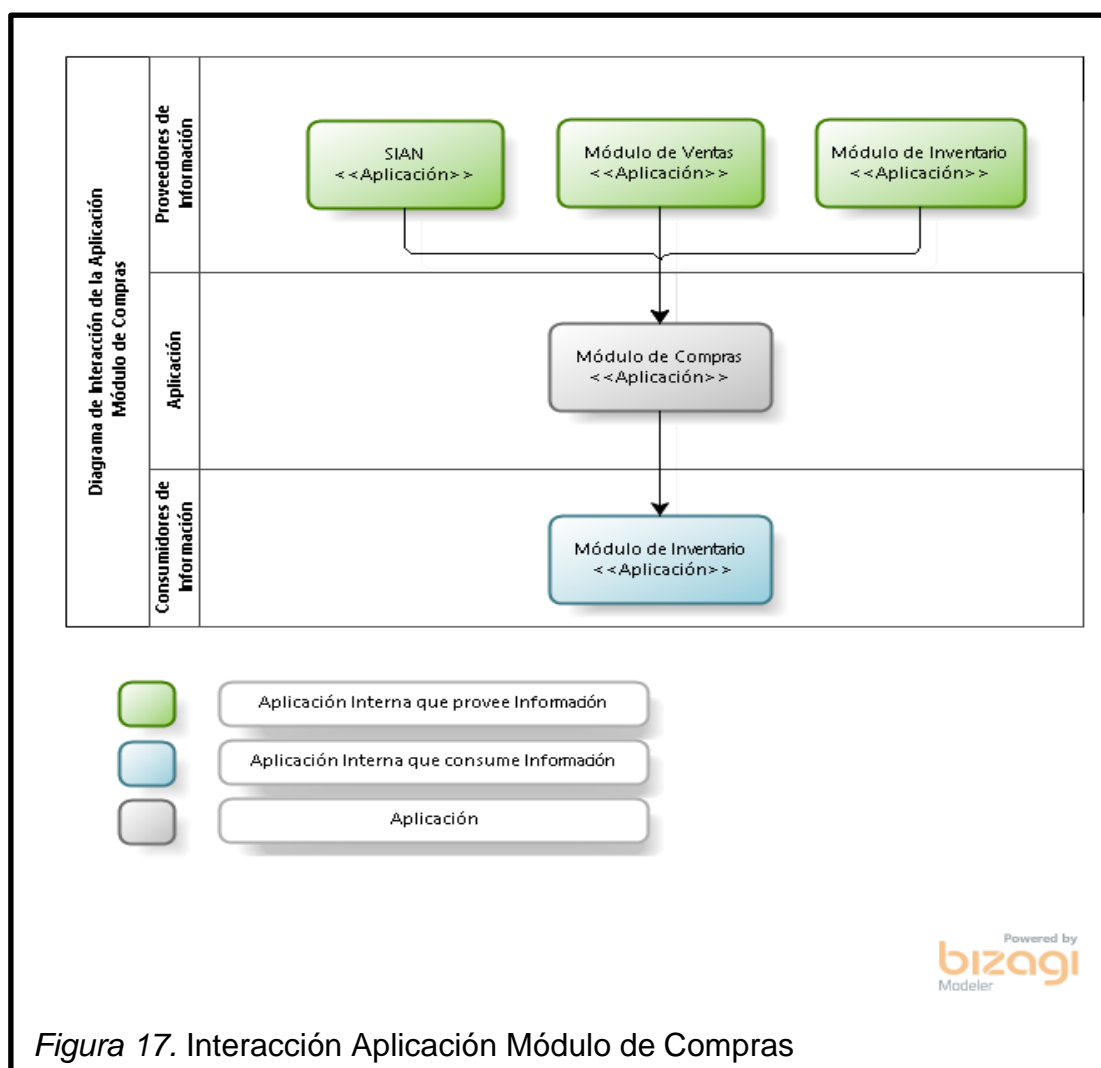 Diagrama de Interacción de la Aplicación
Módulo de Compras
Proveedores de
Información
SIAN
<<Aplicación>>
Módulo de Ventas
<<Aplicación>>
Módulo de Inventario
<<Aplicación>>
Aplicación
Módulo de Compras
<<Aplicación>>
Consumidores de
Información
Módulo de Inventario
<<Aplicación>>
Aplicación Interna que provee Información
Aplicación Interna que consume Información
Aplicación
Powered by
bizagi
Modeler
Figura 17. Interacción Aplicación Módulo de Compras